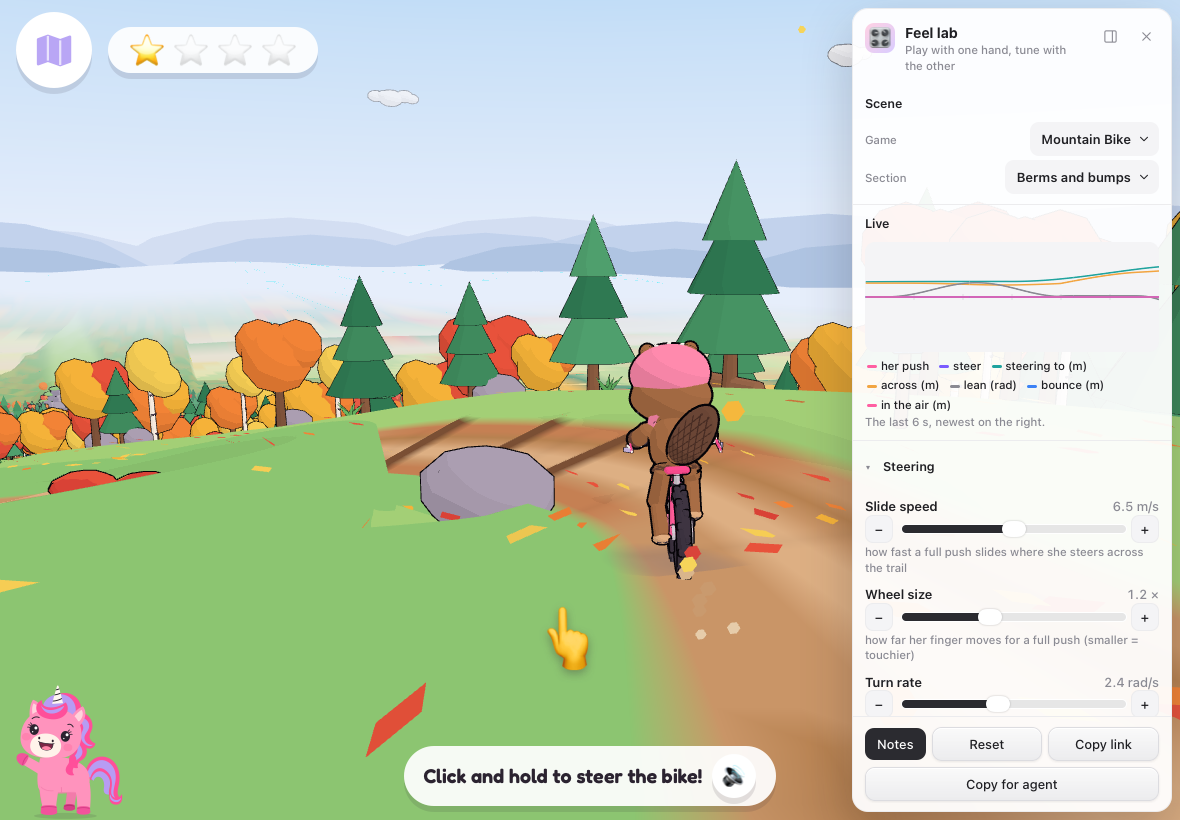 Feel lab
Play with one hand, tune with
the other
Scene
Game
Mountain Bike
Section
Berms and bumps
Live
her push
steer
steering to (m)
across (m)
lean (rad)
bounce (m)
in the air (m)
The last 6 s, newest on the right.
Steering
Slide speed
6.5 m/s
−
+
how fast a full push slides where she steers across
the trail
Wheel size
1.2 ×
−
+
how far her finger moves for a full push (smaller =
touchier)
Turn rate
2.4 rad/s
−
+
Notes
Reset
Copy link
Copy for agent
Click and hold to steer the bike!